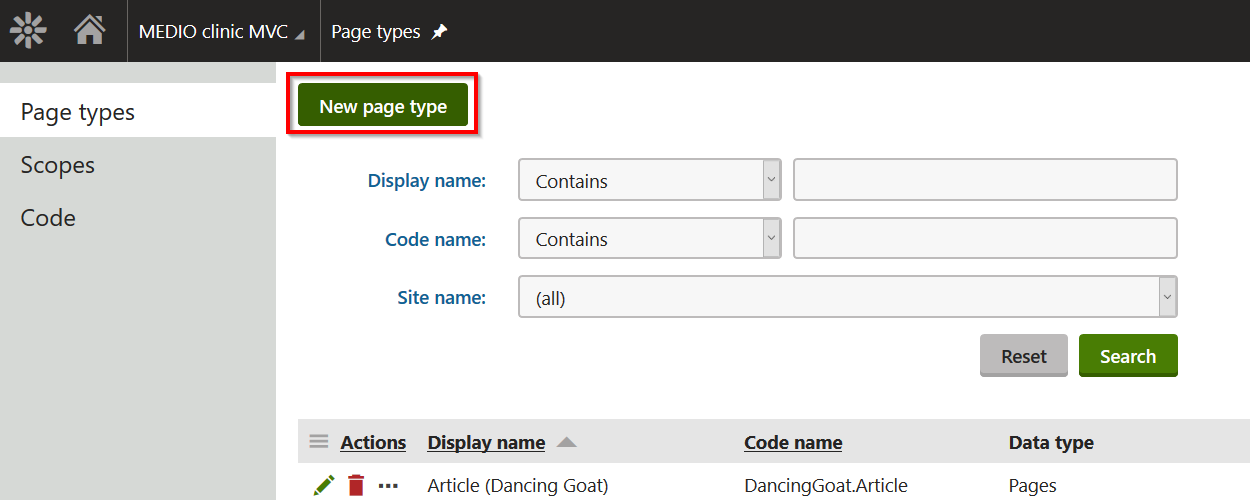 MEDIO clinic MVC
Page types
Page types
Scopes
Code
New page type
Display name: Contains
Code name: Contains
Site name: (all)
Reset Search
Actions Display name Code name Data type
Article (Dancing Goat) DancingGoat.Article Pages